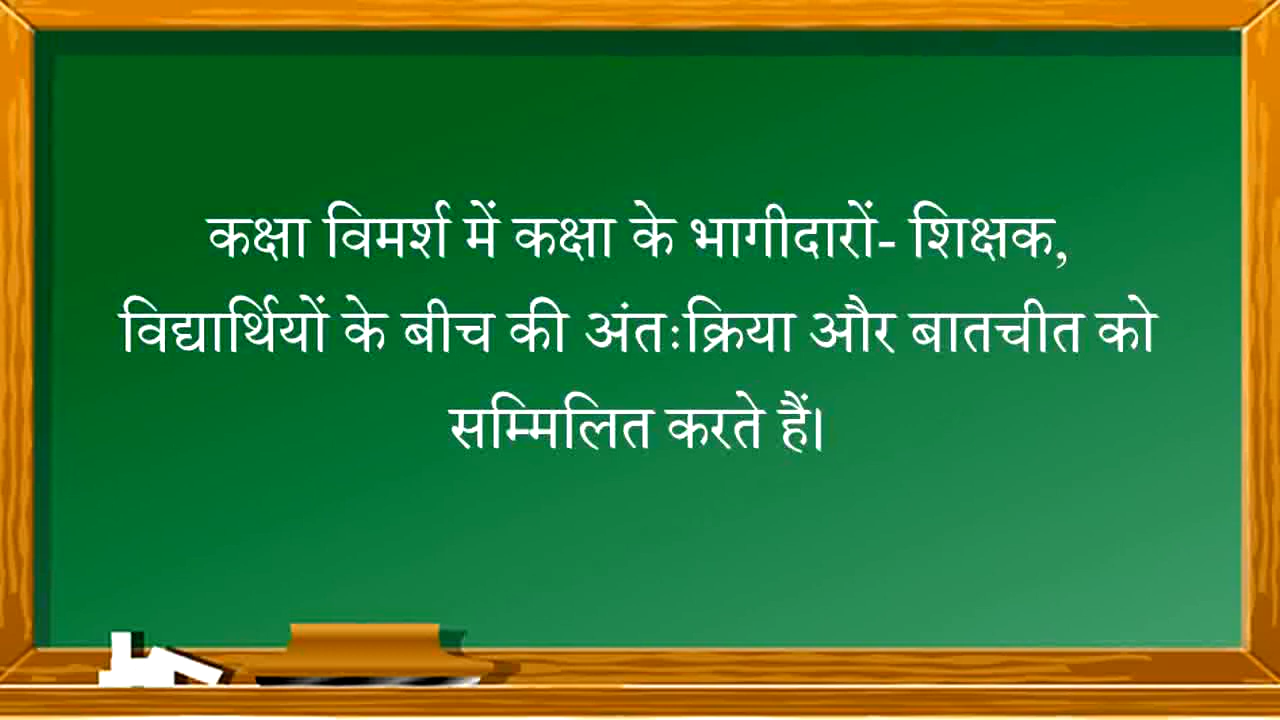 कक्षा विमर्श में कक्षा के भागीदारों- शिक्षक,
विद्यार्थियों के बीच की अंतःक्रिया और बातचीत को
सम्मिलित करते हैं।